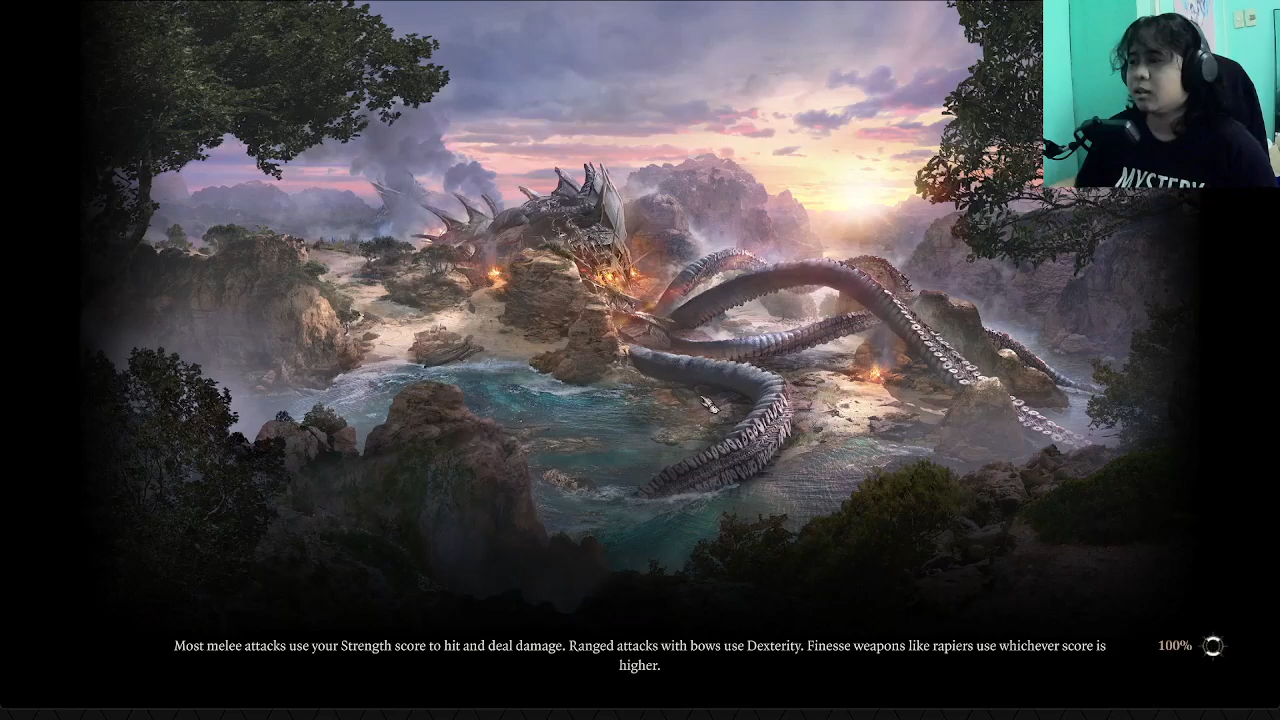 MYSTERY
Most melee attacks use your Strength score to hit and deal damage. Ranged attacks with bows use Dexterity. Finesse weapons like rapiers use whichever score is
higher.
100%